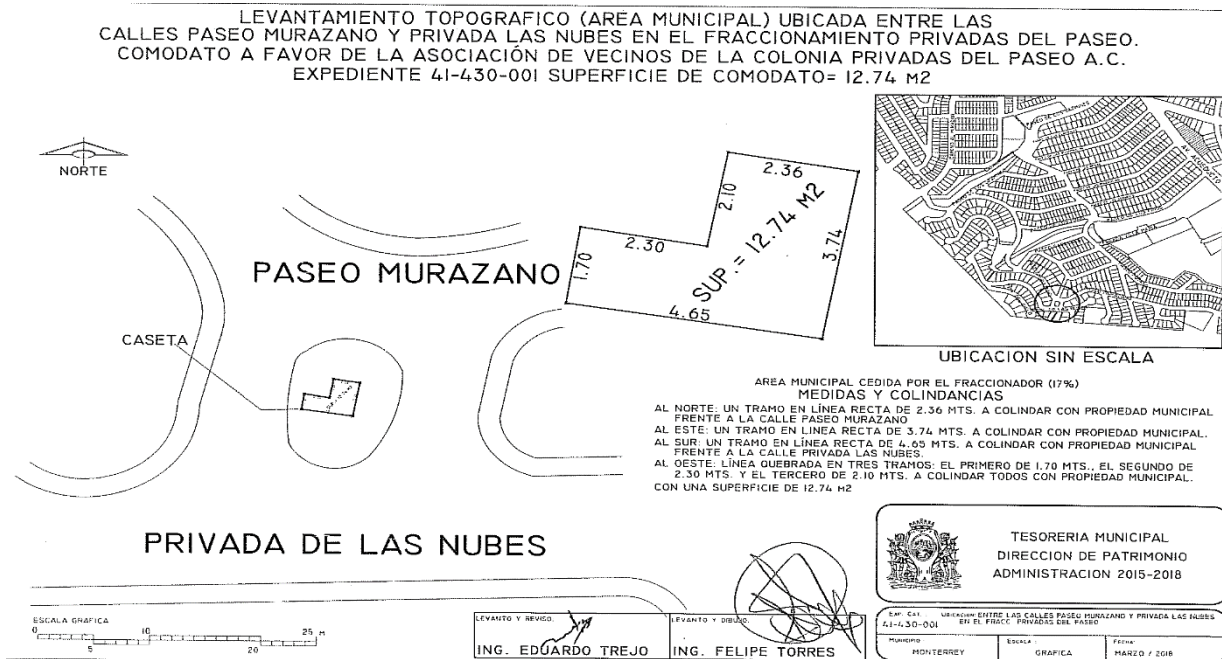 LEVANTAMIENTO TOPOGRAFICO (AREA MUNICIPAL) UBICADA ENTRE LAS
CALLES PASEO MURAZANO Y PRIVADA LAS NUBES EN EL FRACCIONAMIENTO PRIVADAS DEL PASEO.
COMODATO A FAVOR DE LA ASOCIACIÓN DE VECINOS DE LA COLONIA PRIVADAS DEL PASEO A.C.
EXPEDIENTE 41-430-001 SUPERFICIE DE COMODATO= 12.74 M2
NORTE
PASEO MURAZANO
CASETA
PRIVADA DE LAS NUBES
2.36
2.10
2.30
1.70
3.74
4.65
SUP.= 12.74 M2
AV. ACUEDUCTO
UBICACION SIN ESCALA
AREA MUNICIPAL CEDIDA POR EL FRACCIONADOR (17%)
MEDIDAS Y COLINDANCIAS
AL NORTE: UN TRAMO EN LÍNEA RECTA DE 2.36 MTS. A COLINDAR CON PROPIEDAD MUNICIPAL
FRENTE A LA CALLE PASEO MURAZANO
AL ESTE: UN TRAMO EN LINEA RECTA DE 3.74 MTS. A COLINDAR CON PROPIEDAD MUNICIPAL.
AL SUR: UN TRAMO EN LÍNEA RECTA DE 4.65 MTS. A COLINDAR CON PROPIEDAD MUNICIPAL
FRENTE A LA CALLE PRIVADA LAS NUBES.
AL OESTE: LÍNEA QUEBRADA EN TRES TRAMOS: EL PRIMERO DE 1.70 MTS., EL SEGUNDO DE
2.30 MTS. Y EL TERCERO DE 2.10 MTS. A COLINDAR TODOS CON PROPIEDAD MUNICIPAL.
CON UNA SUPERFICIE DE 12.74 M2
TESORERIA MUNICIPAL
DIRECCION DE PATRIMONIO
ADMINISTRACION 2015-2018
EXP. CAT.
41-430-001
UBICACION ENTRE LAS CALLES PASEO MURAZANO Y PRIVADA LAS NUBES
EN EL FRACC. PRIVADAS DEL PASEO
MUNICIPIO
MONTERREY
ESCALA :
GRAFICA
FECHA:
MARZO / 2018
ESCALA GRAFICA
0 10 25 M
5 20
LEVANTO Y REVISO.
ING. EDUARDO TREJO
LEVANTO Y DIBUJO.
ING. FELIPE TORRES